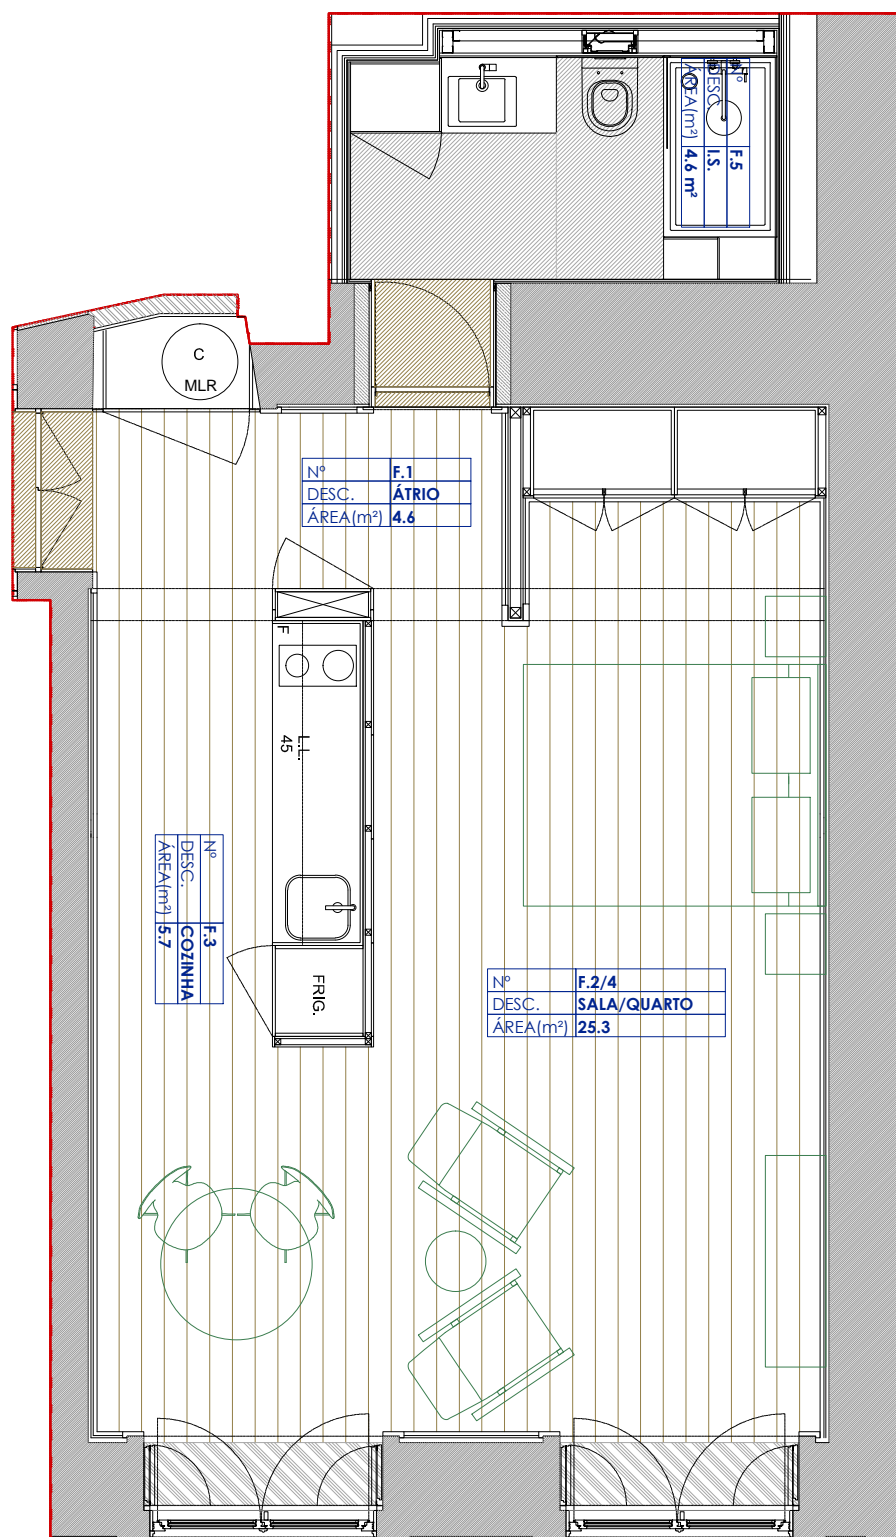 Nº F.5
DESC. I.S.
ÁREA(m²) 4.6 m²
C
MLR
Nº F.1
DESC. ÁTRIO
ÁREA(m²) 4.6
F
L.L.
45
Nº F.3
DESC. COZINHA
ÁREA(m²) 5.7
FRIG.
Nº F.2/4
DESC. SALA/QUARTO
ÁREA(m²) 25.3